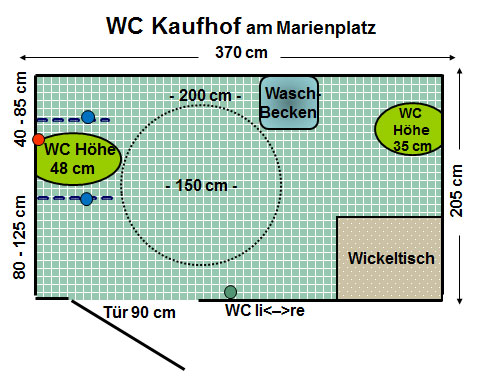 WC Kaufhof am Marienplatz
370 cm
40 - 85 cm
- 200 cm -
Wasch-
Becken
WC
Höhe
35 cm
WC Höhe
48 cm
- 150 cm -
205 cm
80 - 125 cm
Wickeltisch
Tür 90 cm
WC li<-->re